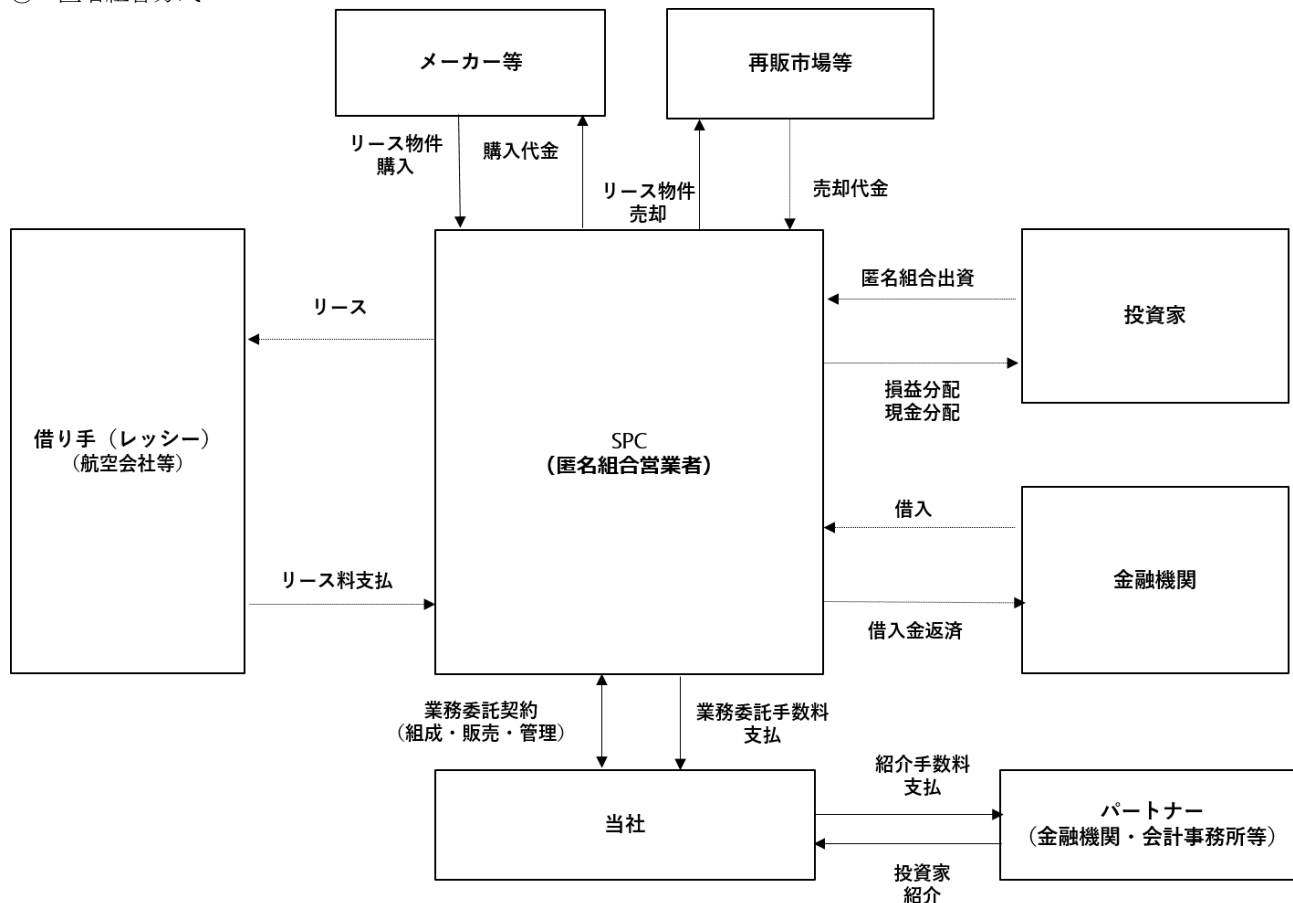 メーカー等
再販市場等
リース物件
購入
購入代金
リース物件
売却
売却代金
匿名組合出資
投資家
リース
損益分配
現金分配
借り手（レッシー）
（航空会社等）
SPC
（匿名組合営業者）
借入
金融機関
リース料支払
借入金返済
業務委託契約
（組成・販売・管理）
業務委託手数料
支払
紹介手数料
支払
当社
パートナー
（金融機関・会計事務所等）
投資家
紹介